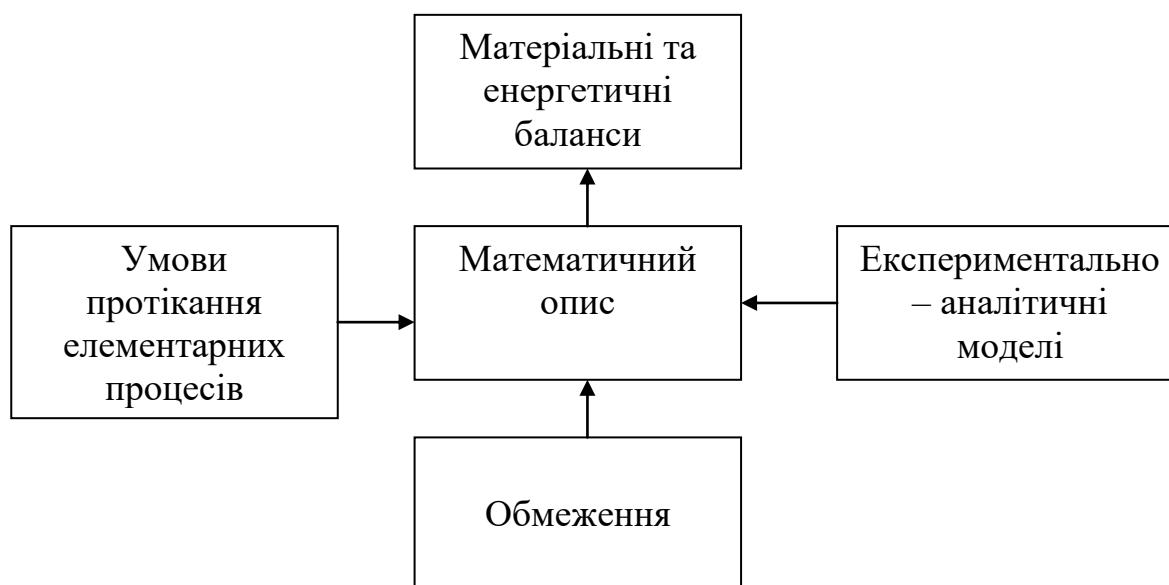 Матеріальні та
енергетичні
баланси
Умови
протікання
елементарних
процесів
Математичний
опис
Експериментально
– аналітичні
моделі
Обмеження